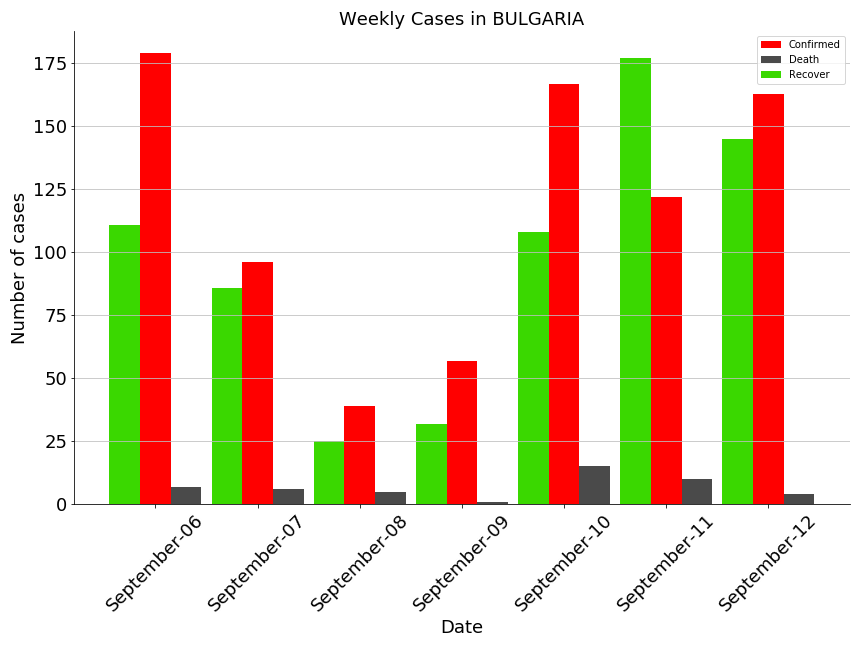 Weekly Cases in BULGARIA
Confirmed
Death
Recover
Number of cases
175
150
125
100
75
50
25
0
September-06
September-07
September-08
September-09
September-10
September-11
September-12
Date